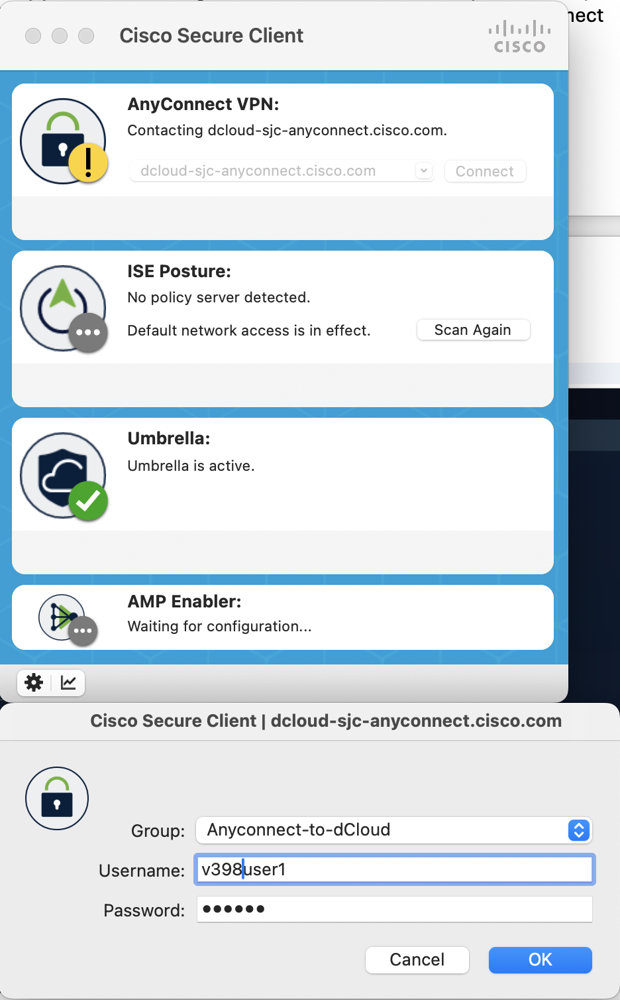 nect
Cisco Secure Client
CISCO
AnyConnect VPN:
Contacting dcloud-sjc-anyconnect.cisco.com.
dcloud-sjc-anyconnect.cisco.com
Connect
ISE Posture:
No policy server detected.
Default network access is in effect.
Scan Again
Umbrella:
Umbrella is active.
AMP Enabler:
Waiting for configuration...
Cisco Secure Client | dcloud-sjc-anyconnect.cisco.com
Group: Anyconnect-to-dCloud
Username: v398user1
Password: ••••••
Cancel OK